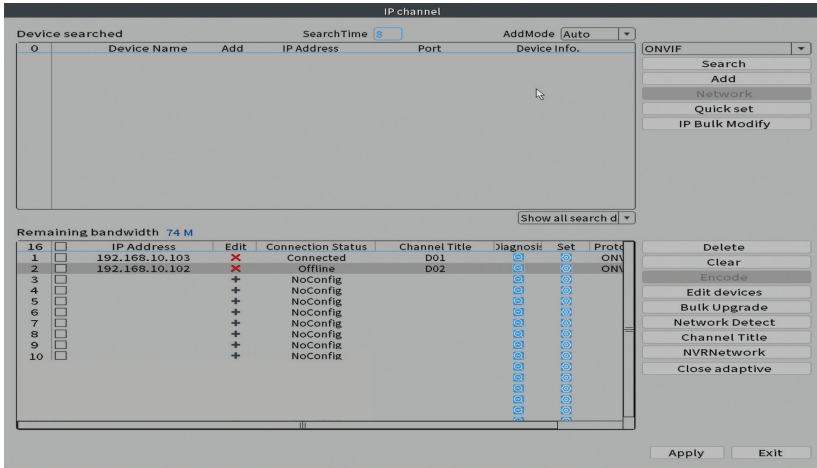 IP channel
Device searched SearchTime 8 AddMode Auto
0 Device Name Add IP Address Port Device Info. ONVIF
Search
Add
Network
Quick set
IP Bulk Modify
Show all search d
Remaining bandwidth 74 M
16 IP Address Edit Connection Status Channel Title Diagnosis Set Proto
1 192.168.10.103 Connected D01 ONV
2 192.168.10.102 Offline D02 ONV
3 NoConfig
4 NoConfig
5 NoConfig
6 NoConfig
7 NoConfig
8 NoConfig
9 NoConfig
10 NoConfig
Delete
Clear
Encode
Edit devices
Bulk Upgrade
Network Detect
Channel Title
NVRNetwork
Close adaptive
Apply Exit